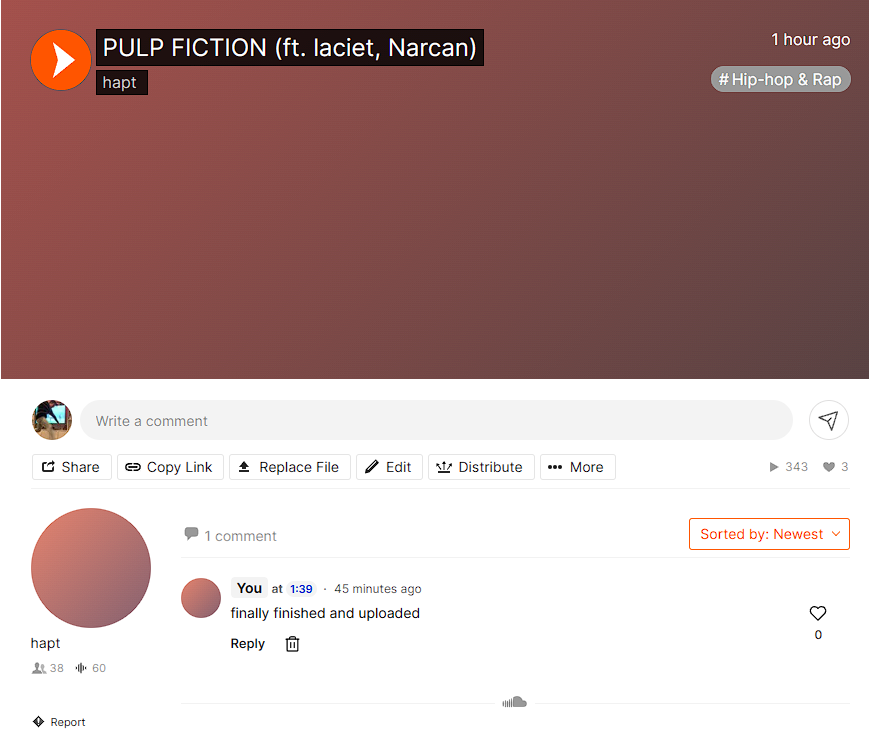 PULP FICTION (ft. laciet, Narcan)
1 hour ago
hapt
# Hip-hop & Rap
Write a comment
Share Copy Link Replace File Edit Distribute More 343 3
1 comment
Sorted by: Newest
You at 1:39 · 45 minutes ago
finally finished and uploaded
0
Reply
hapt
38 60
Report